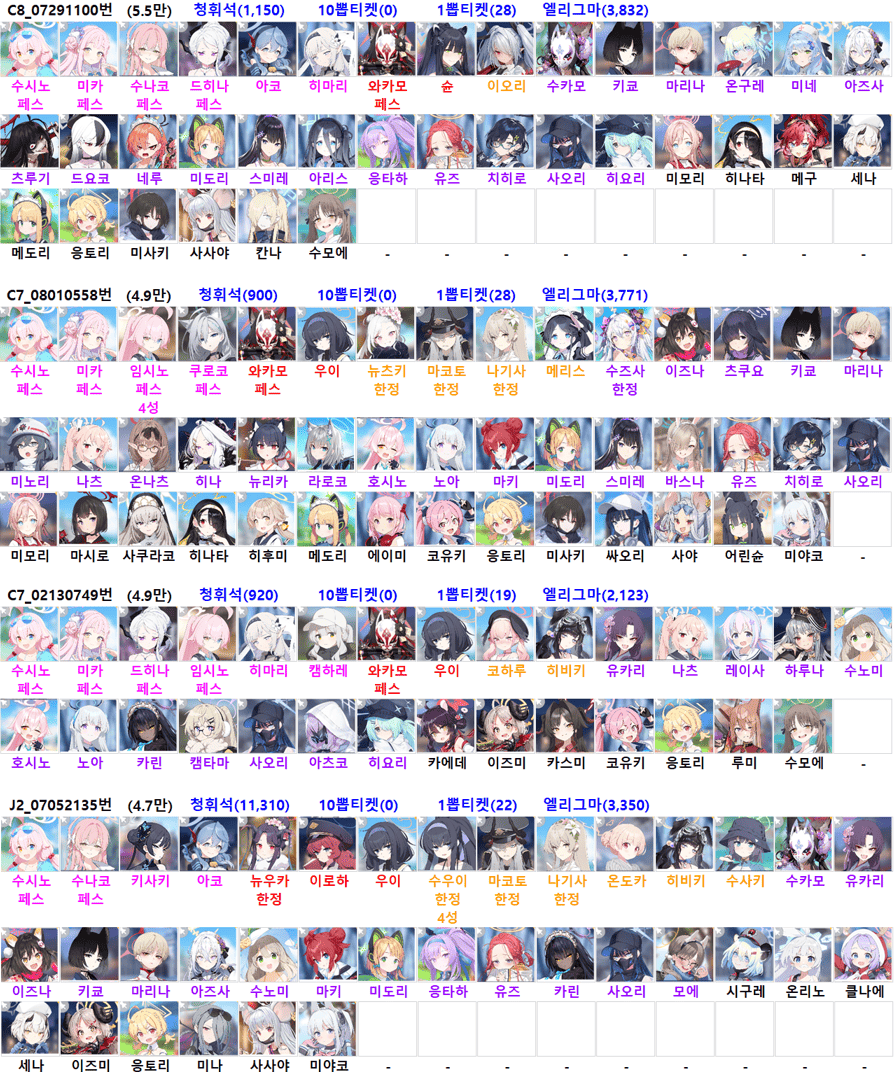 C8_07291100번 (5.5만) 청휘석(1,150) 10뽑티켓(0) 1뽑티켓(28) 엘리그마(3,832)
수시노 미카 수나코 드히나 아코 히마리 와카모 슌 이오리 수카모 키쿄 마리나 온구레 미네 아즈사
페스 페스 페스 페스 페스
츠루기 드요코 네루 미도리 스미레 아리스 응타하 유즈 치히로 사오리 히요리 미모리 히나타 메구 세나
메도리 응토리 미사키 사사야 칸나 수모에 - - - - - - - - -
C7_08010558번 (4.9만) 청휘석(900) 10뽑티켓(0) 1뽑티켓(28) 엘리그마(3,771)
수시노 미카 임시노 쿠로코 와카모 우이 뉴츠키 마코토 나기사 메리스 수즈사 이즈나 츠쿠요 키쿄 마리나
페스 페스 페스 페스 페스 한정 한정 한정 한정
4성
미노리 나츠 온나츠 히나 뉴리카 라로코 호시노 노아 마키 미도리 스미레 바스나 유즈 치히로 사오리
미모리 마시로 사쿠라코 히나타 히후미 메도리 에이미 코유키 응토리 미사키 싸오리 사야 어린슌 미야코 -
C7_02130749번 (4.9만) 청휘석(920) 10뽑티켓(0) 1뽑티켓(19) 엘리그마(2,123)
수시노 미카 드히나 임시노 히마리 캠하레 와카모 우이 코하루 히비키 유카리 나츠 레이사 하루나 수노미
페스 페스 페스 페스 페스
호시노 노아 카린 캠타마 사오리 아츠코 히요리 카에데 이즈미 카스미 코유키 응토리 루미 수모에 -
J2_07052135번 (4.7만) 청휘석(11,310) 10뽑티켓(0) 1뽑티켓(22) 엘리그마(3,350)
수시노 수나코 키사키 아코 뉴우카 이로하 우이 수우이 마코토 나기사 온도카 히비키 수사키 수카모 유카리
페스 페스 한정 한정 한정 한정
4성
이즈나 키쿄 마리나 아즈사 수노미 마키 미도리 응타하 유즈 카린 사오리 모에 시구레 온리노 클나에
세나 이즈미 응토리 미나 사사야 미야코 - - - - - - - - -